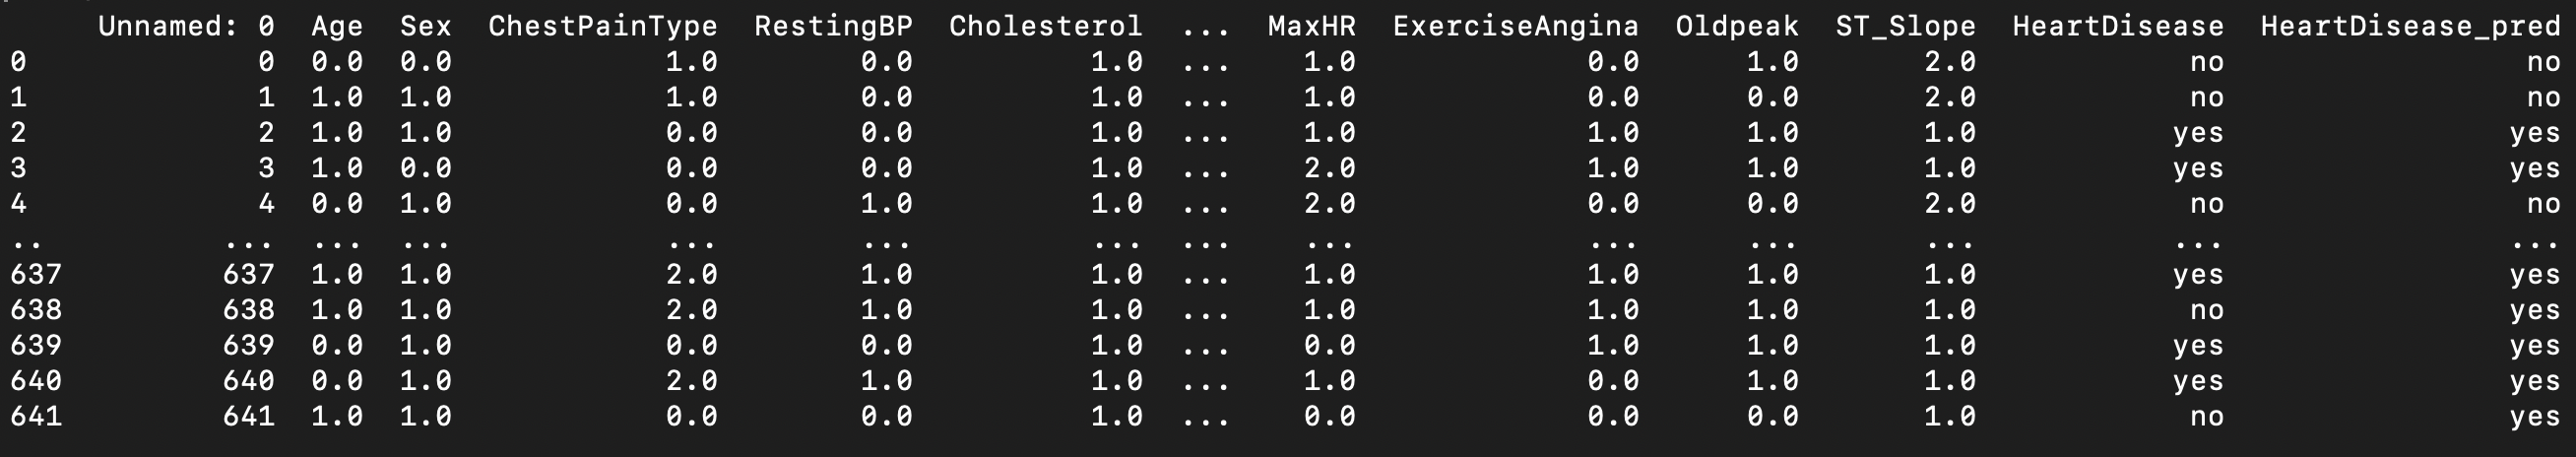 Unnamed: 0 Age Sex ChestPainType RestingBP Cholesterol ... MaxHR ExerciseAngina Oldpeak ST_Slope HeartDisease HeartDisease_pred
0 0 0.0 0.0 1.0 0.0 1.0 ... 1.0 0.0 1.0 2.0 no no
1 1 1.0 1.0 1.0 0.0 1.0 ... 1.0 0.0 0.0 2.0 no no
2 2 1.0 1.0 0.0 0.0 1.0 ... 1.0 1.0 1.0 1.0 yes yes
3 3 1.0 0.0 0.0 0.0 1.0 ... 2.0 1.0 1.0 1.0 yes yes
4 4 0.0 1.0 0.0 1.0 1.0 ... 2.0 0.0 0.0 2.0 no no
.. ... ... ... ... ... ... ... ... ... ... ... ... ...
637 637 1.0 1.0 2.0 1.0 1.0 ... 1.0 1.0 1.0 1.0 yes yes
638 638 1.0 1.0 2.0 1.0 1.0 ... 1.0 1.0 1.0 1.0 no yes
639 639 0.0 1.0 0.0 0.0 1.0 ... 0.0 1.0 1.0 1.0 yes yes
640 640 0.0 1.0 2.0 1.0 1.0 ... 1.0 0.0 1.0 1.0 yes yes
641 641 1.0 1.0 0.0 0.0 1.0 ... 0.0 0.0 0.0 1.0 no yes